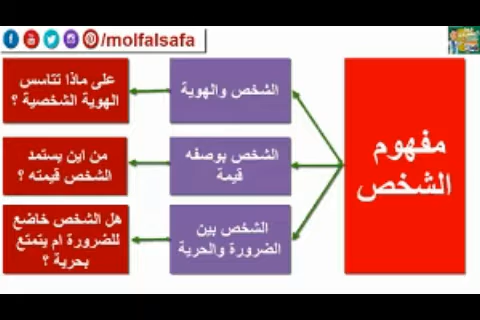 /molfalsafa
مفهوم
الشخص
الشخص والهوية
على ماذا تتاسس
الهوية الشخصية ؟
الشخص بوصفه
قيمة
من اين يستمد
الشخص قيمته ؟
الشخص بين
الضرورة والحرية
هل الشخص خاضع
للضرورة ام يتمتع
بحرية ؟